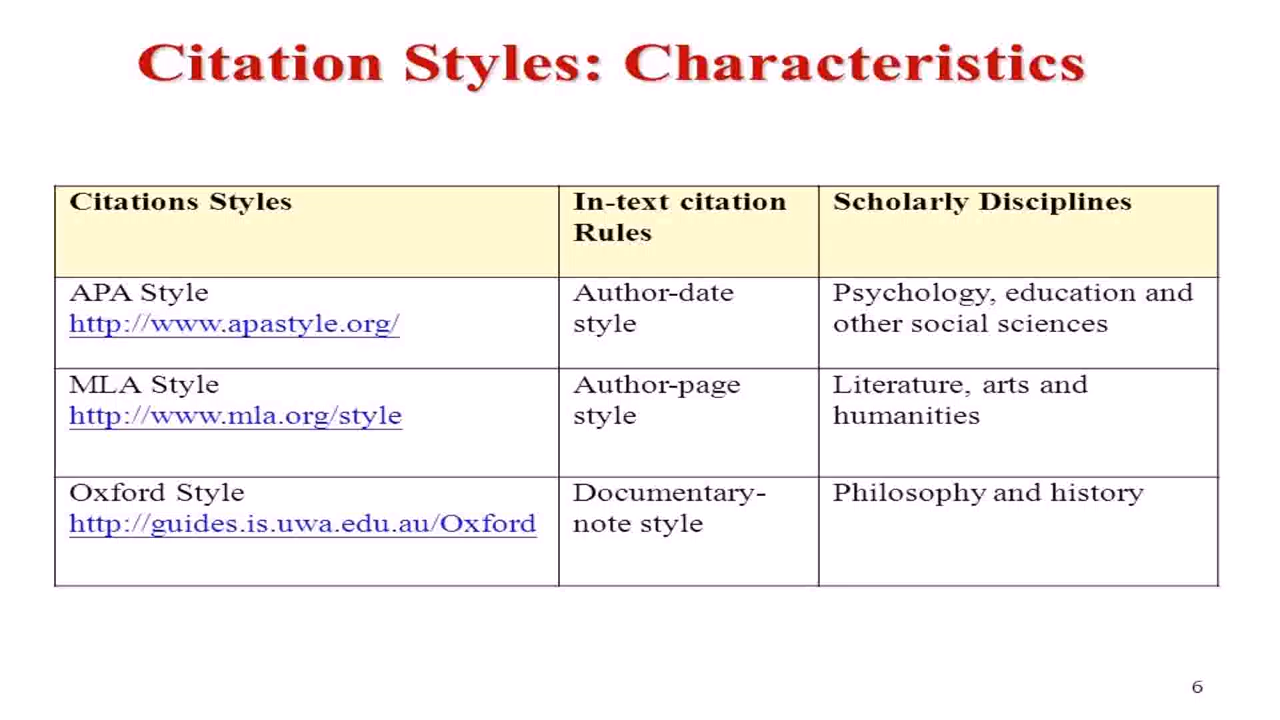 Citation Styles: Characteristics
Citations Styles
In-text citation
Rules
Scholarly Disciplines
APA Style
http://www.apastyle.org/
Author-date
style
Psychology, education and
other social sciences
MLA Style
http://www.mla.org/style
Author-page
style
Literature, arts and
humanities
Oxford Style
http://guides.is.uwa.edu.au/Oxford
Documentary-
note style
Philosophy and history
6